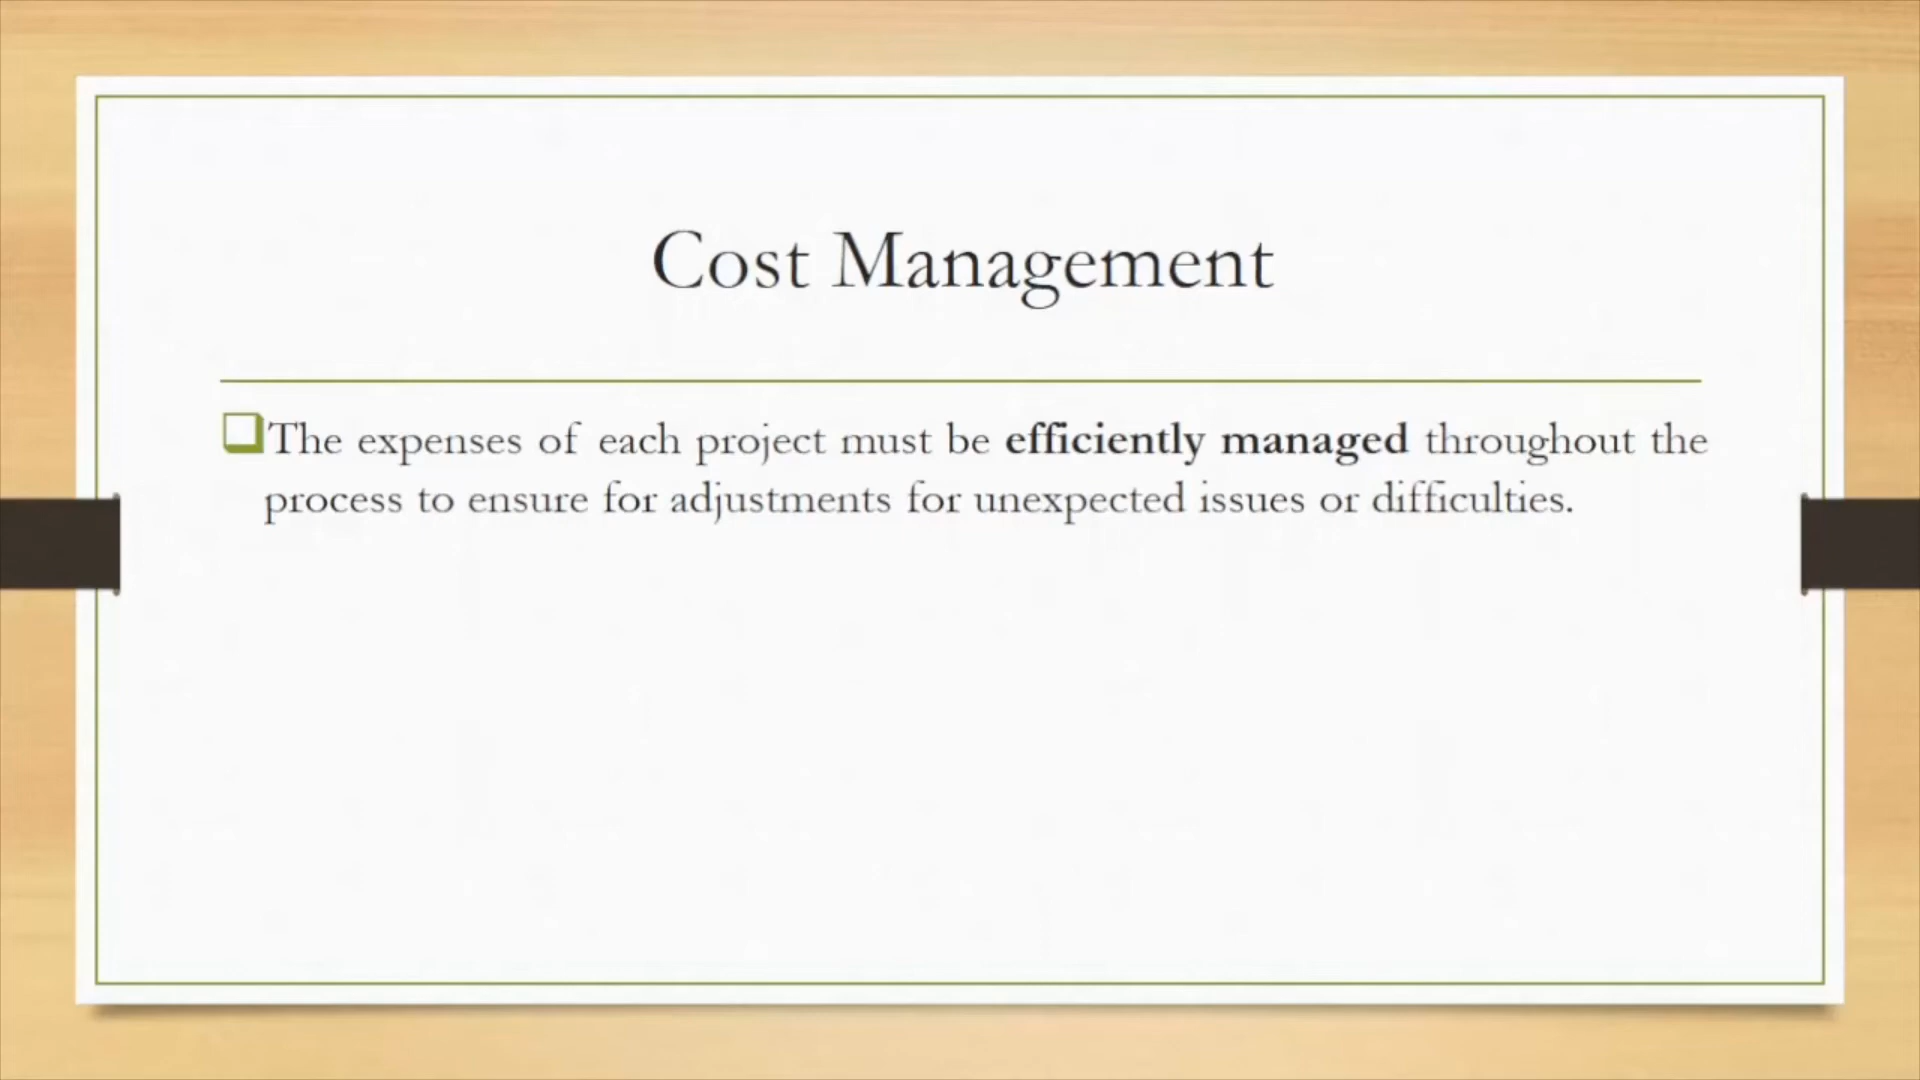 Cost Management
The expenses of each project must be efficiently managed throughout the
process to ensure for adjustments for unexpected issues or difficulties.